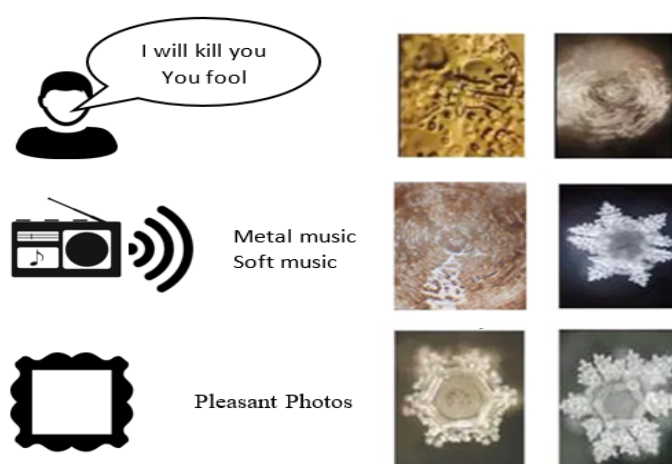 I will kill you
You fool
Metal music
Soft music
Pleasant Photos